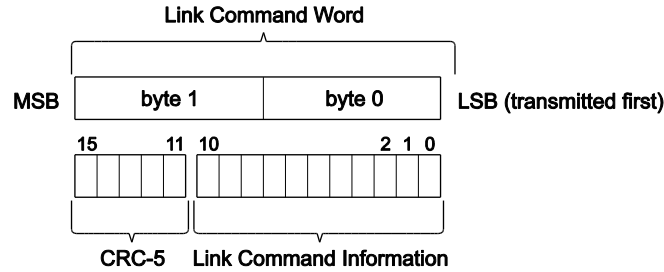 Link Command Word
MSB byte 1 byte 0 LSB (transmitted first)
15 11 10 2 1 0
CRC-5 Link Command Information